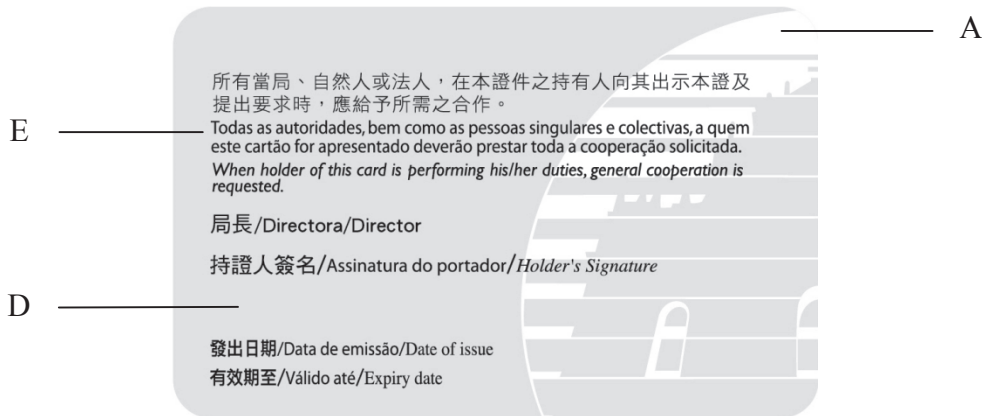 A
所有當局、自然人或法人，在本證件之持有人向其出示本證及
提出要求時，應給予所需之合作。
E
Todas as autoridades, bem como as pessoas singulares e colectivas, a quem
este cartão for apresentado deverão prestar toda a cooperação solicitada.
When holder of this card is performing his/her duties, general cooperation is
requested.
局長/Directora/Director
持證人簽名/Assinatura do portador/Holder's Signature
D
發出日期/Data de emissão/Date of issue
有效期至/Válido até/Expiry date